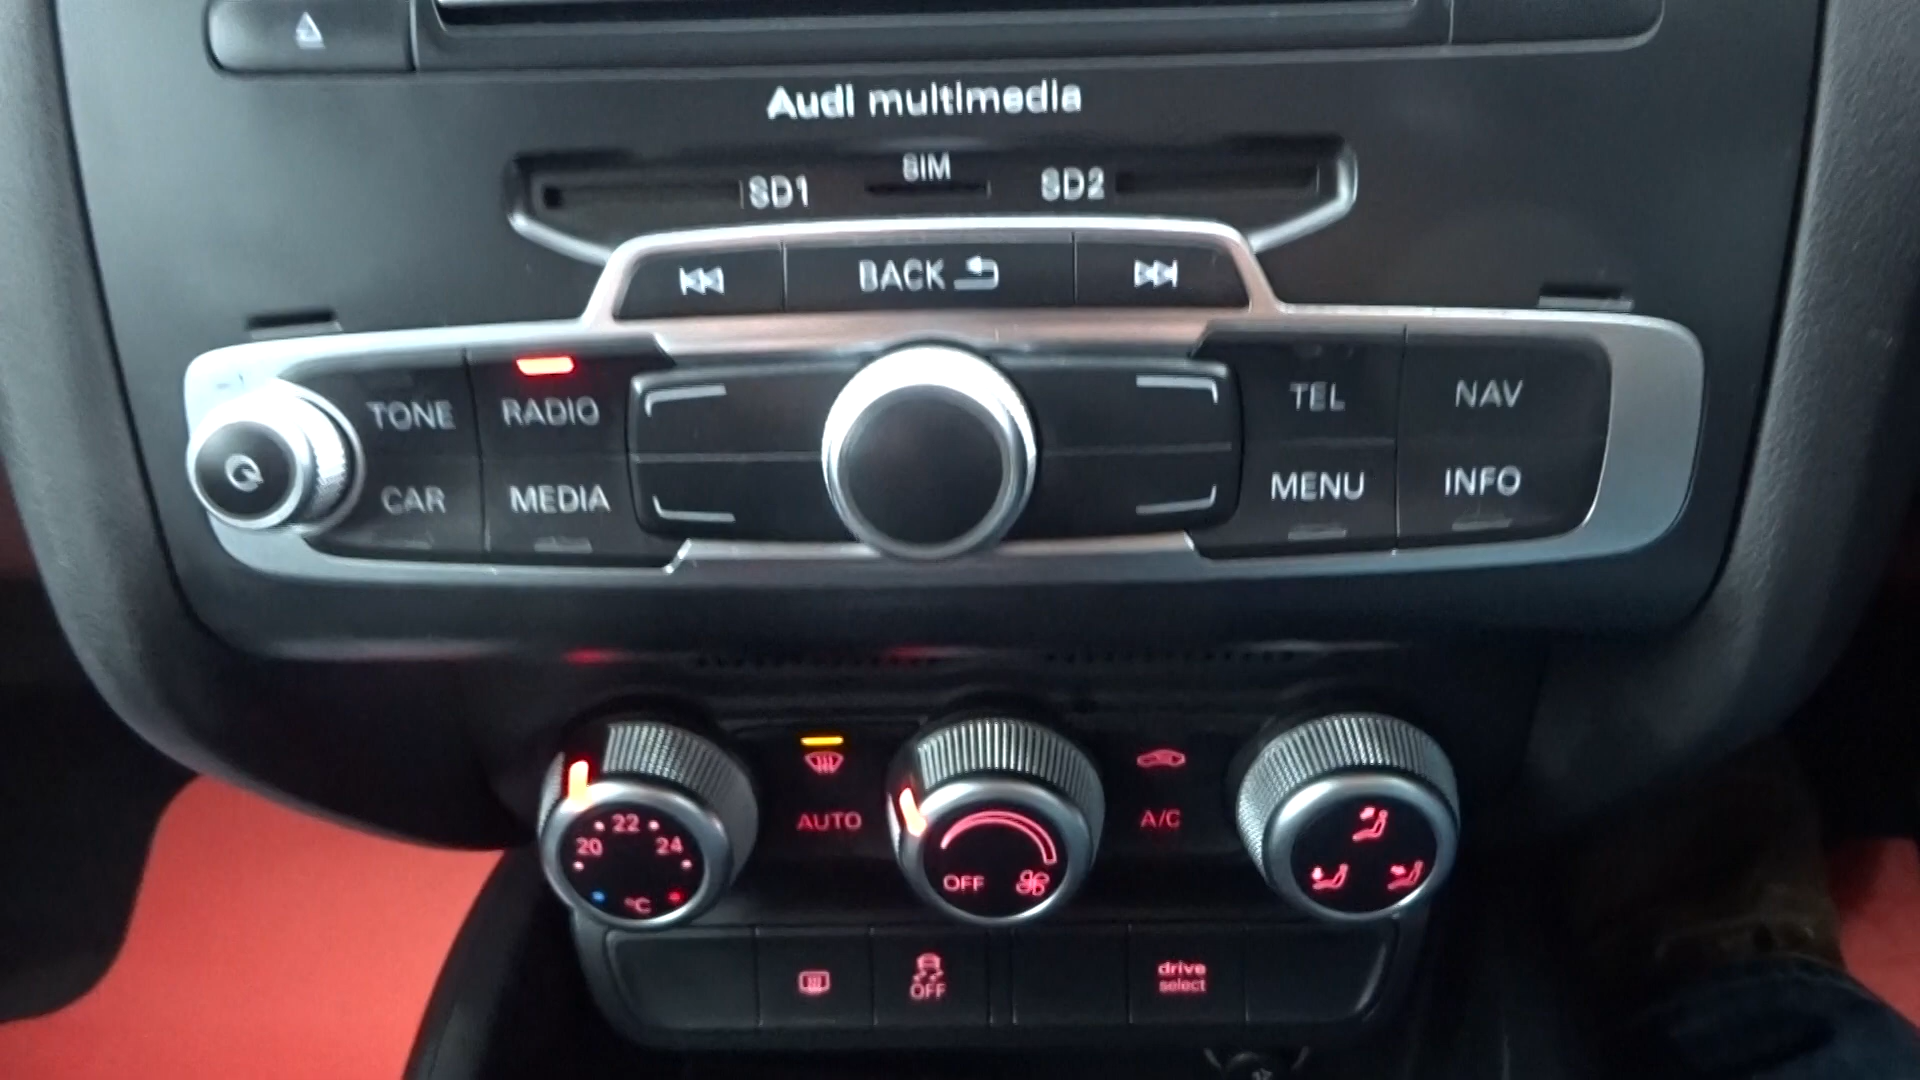 Audi multimedia
SD1 SIM SD2
BACK
TONE RADIO TEL NAV
CAR MEDIA MENU INFO
22
20 24
°C
AUTO
OFF
A/C
OFF
drive
select